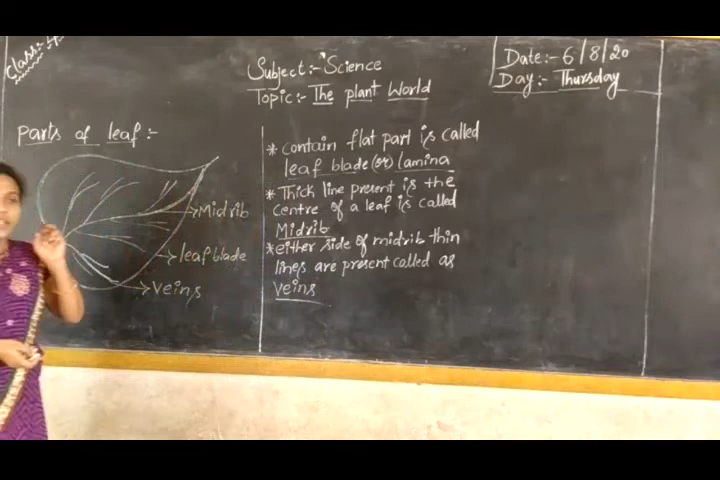 Class:- 4
Subject:- Science
Topic:- The plant World
Date:- 6/8/20
Day:- Thursday
parts of leaf:-
Midrib
leaf blade
veins
* contain flat part is called
leaf blade (or) lamina
* Thick line present is the
centre of a leaf is called
Midrib
* either side of midrib thin
lines are present called as
veins